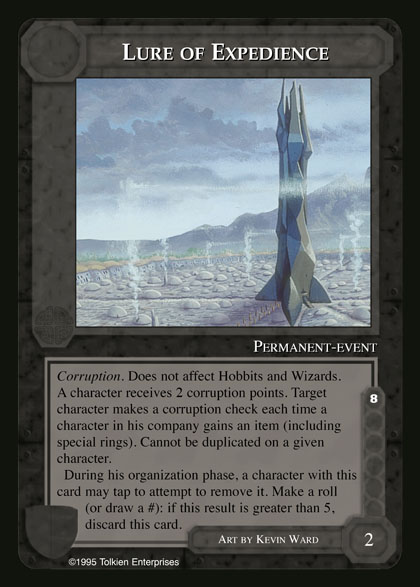 LURE OF EXPEDIENCE
PERMANENT-EVENT
Corruption. Does not affect Hobbits and Wizards.
A character receives 2 corruption points. Target
character makes a corruption check each time a
character in his company gains an item (including
special rings). Cannot be duplicated on a given
character.
During his organization phase, a character with this
card may tap to attempt to remove it. Make a roll
(or draw a #): if this result is greater than 5,
discard this card.
8
ART BY KEVIN WARD
2
©1995 Tolkien Enterprises